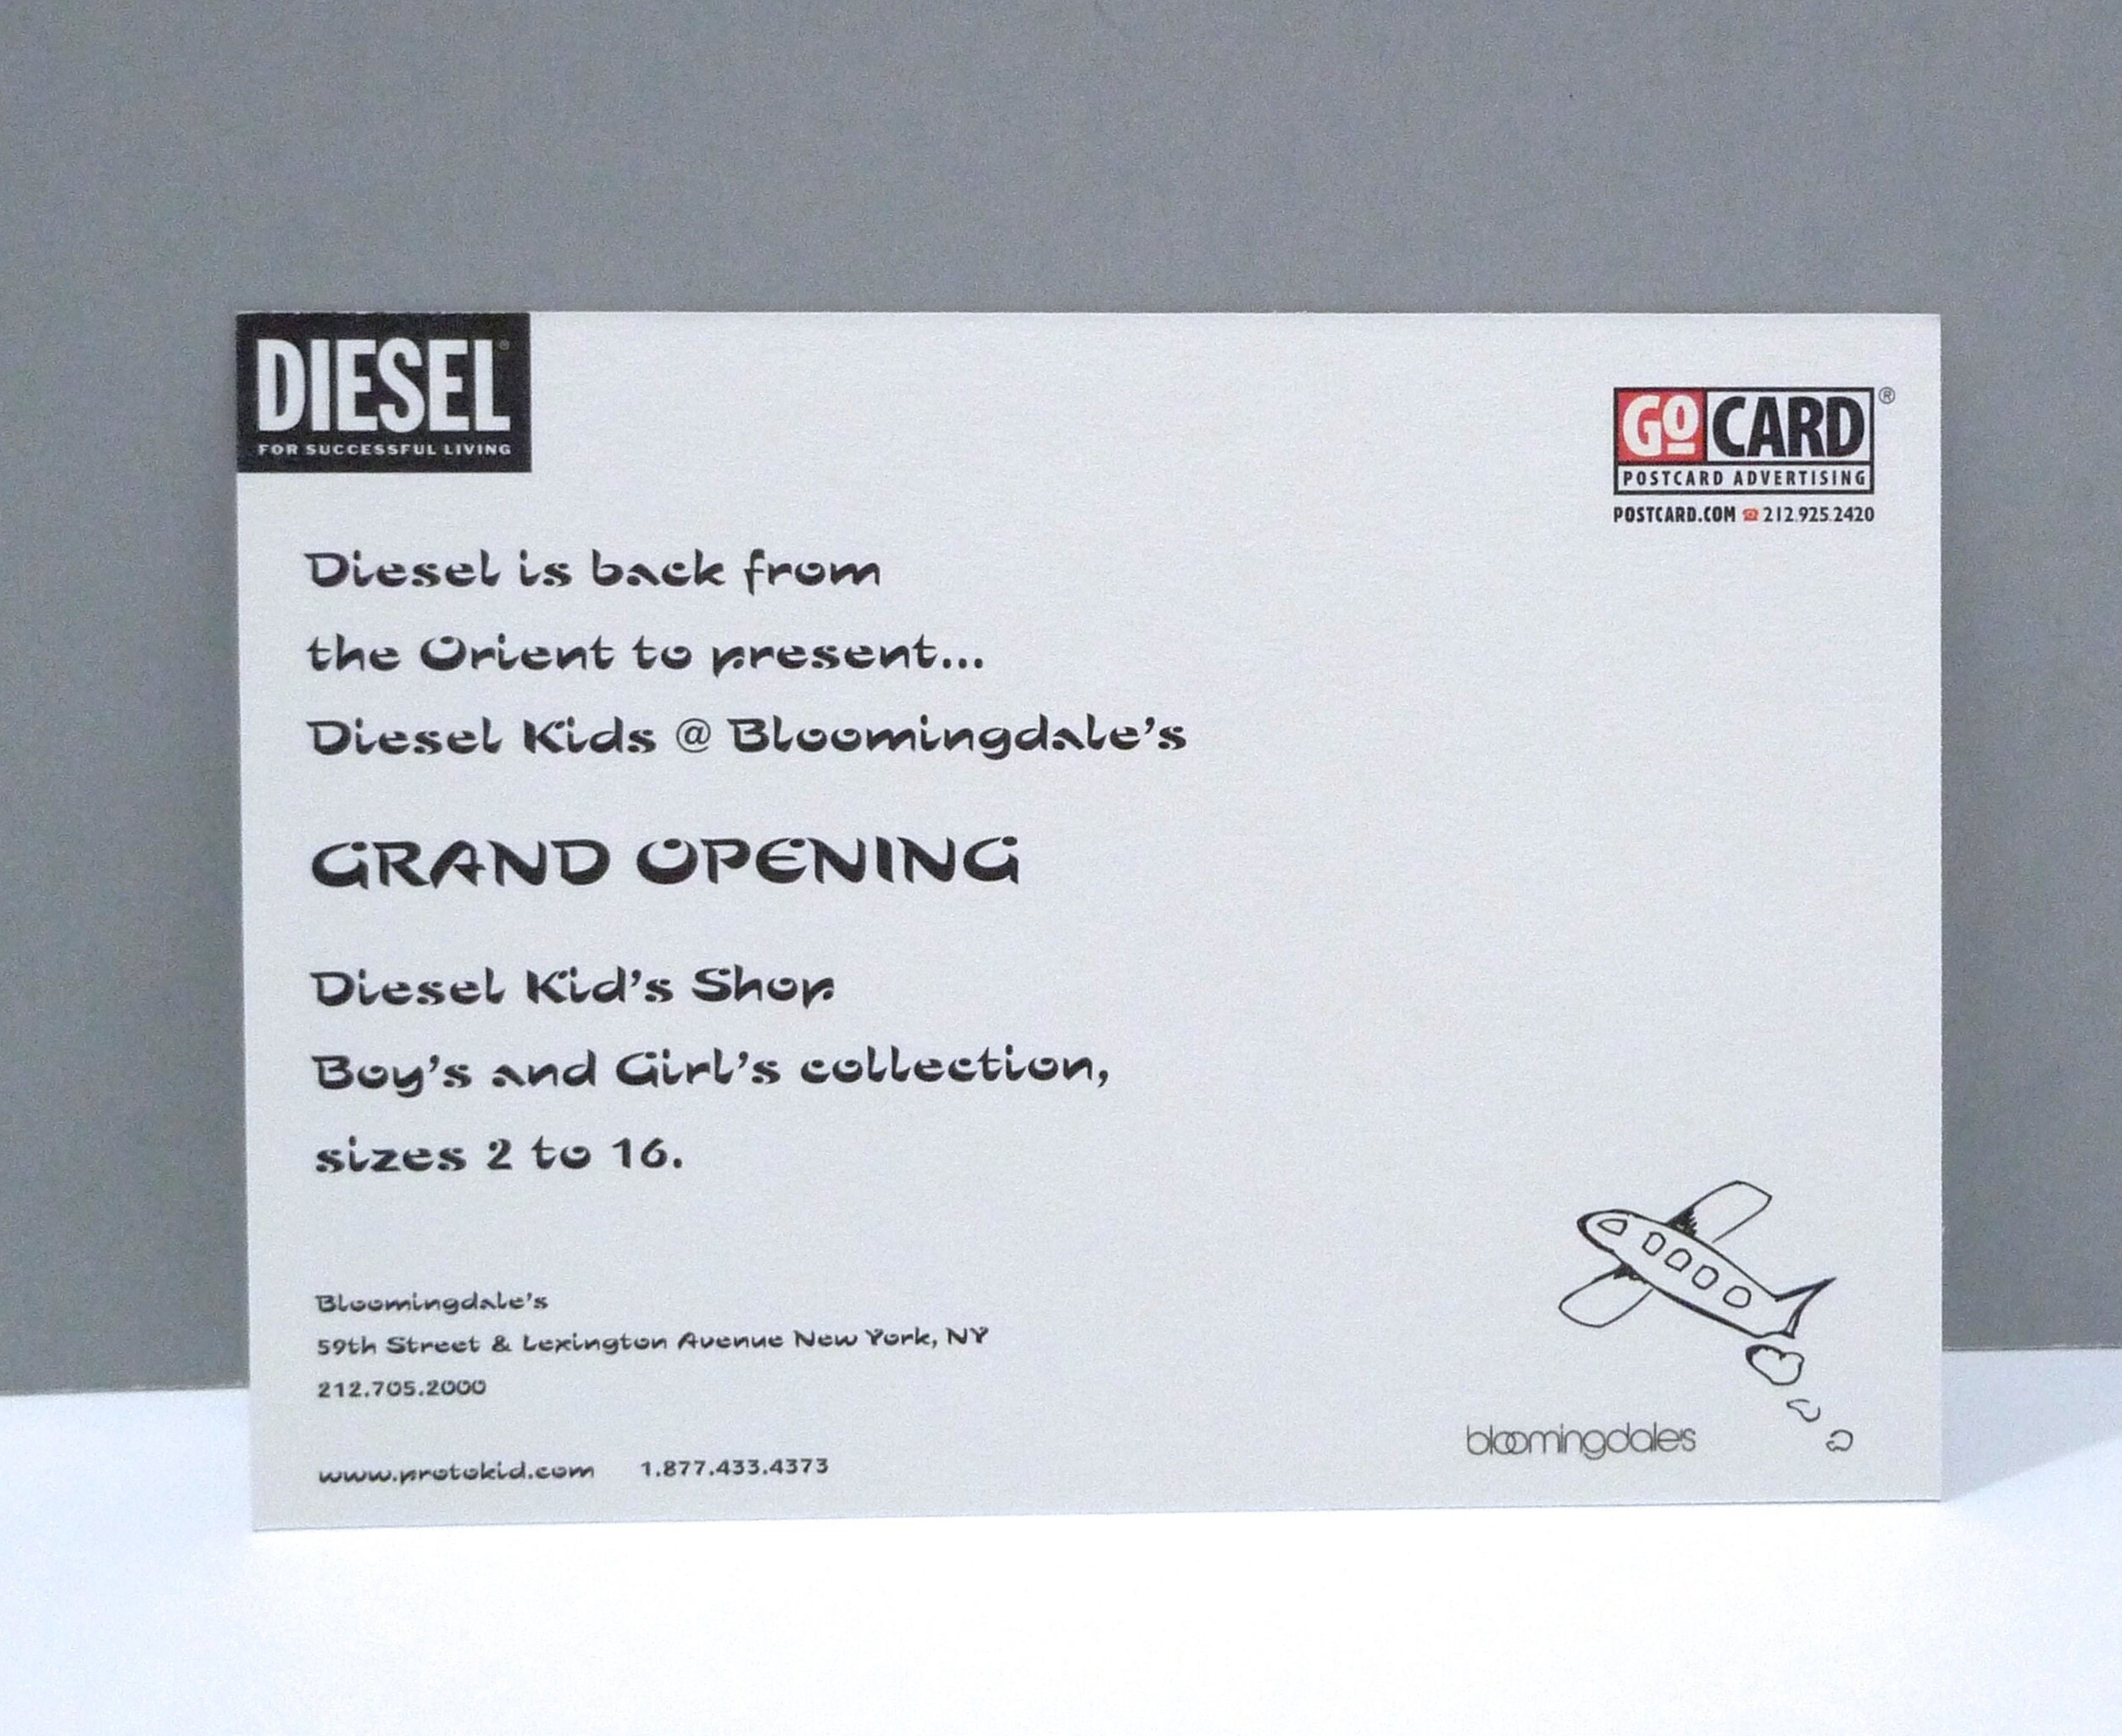 DIESEL®
FOR SUCCESSFUL LIVING
GO CARD®
POSTCARD ADVERTISING
POSTCARD.COM ☎ 212.925.2420
Diesel is back from
the Orient to present...
Diesel Kids @ Bloomingdale's
GRAND OPENING
Diesel Kid's Shop
Boy's and Girl's collection,
sizes 2 to 16.
Bloomingdale's
59th Street & Lexington Avenue New York, NY
212.705.2000
www.protokid.com 1.877.433.4373
bloomingdale's